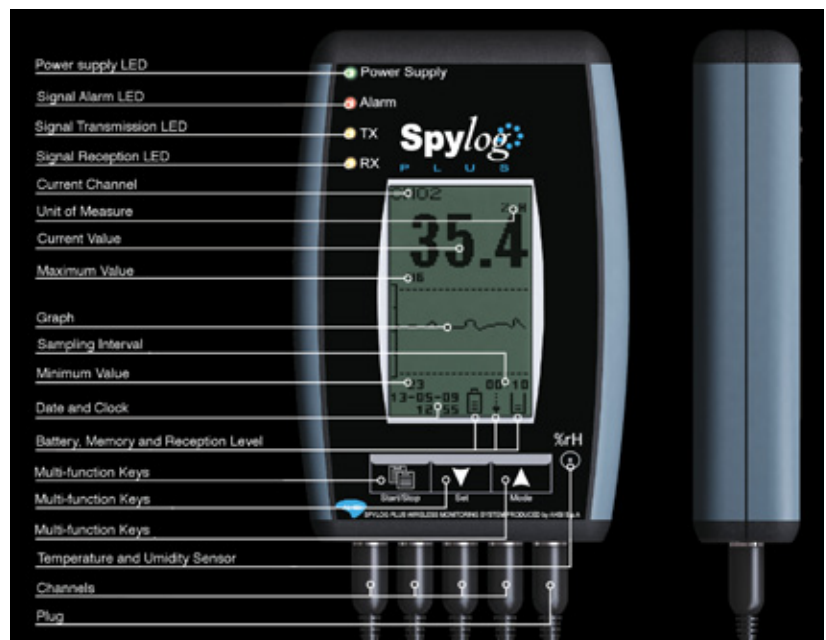 Power supply LED
Signal Alarm LED
Signal Transmission LED
Signal Reception LED
Current Channel
Unit of Measure
Current Value
Maximum Value
Graph
Sampling Interval
Minimum Value
Date and Clock
Battery, Memory and Reception Level
Multi-function Keys
Multi-function Keys
Multi-function Keys
Temperature and Umidity Sensor
Channels
Plug
Power Supply
Alarm
TX
RX
Spylog
PLUS
35.4
23
13-05-09
%rH
Start/Stop
Set
Mode
SPYLOG PLUS WIRELESS MONITORING SYSTEM PRODUCED by